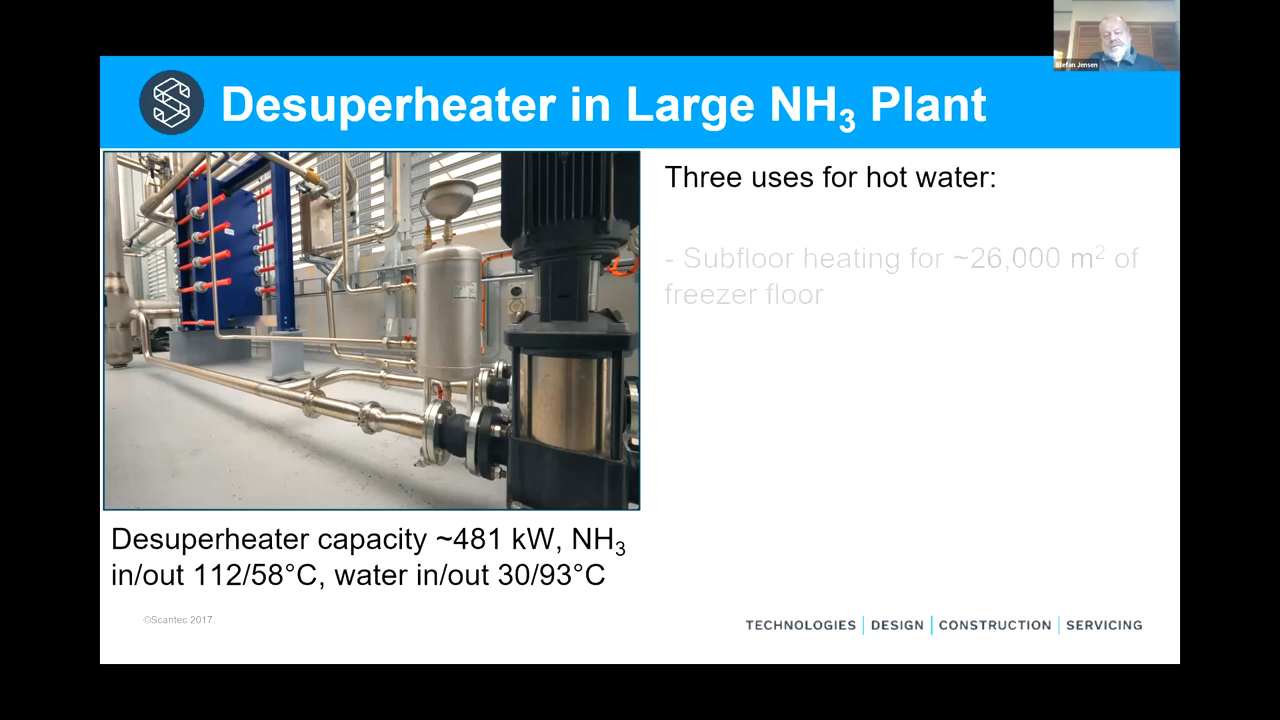 Stefan Jensen
Desuperheater in Large NH₃ Plant
Three uses for hot water:
- Subfloor heating for ~26,000 m² of
freezer floor
Desuperheater capacity ~481 kW, NH₃
in/out 112/58°C, water in/out 30/93°C
©Scantec 2017.
TECHNOLOGIES | DESIGN | CONSTRUCTION | SERVICING